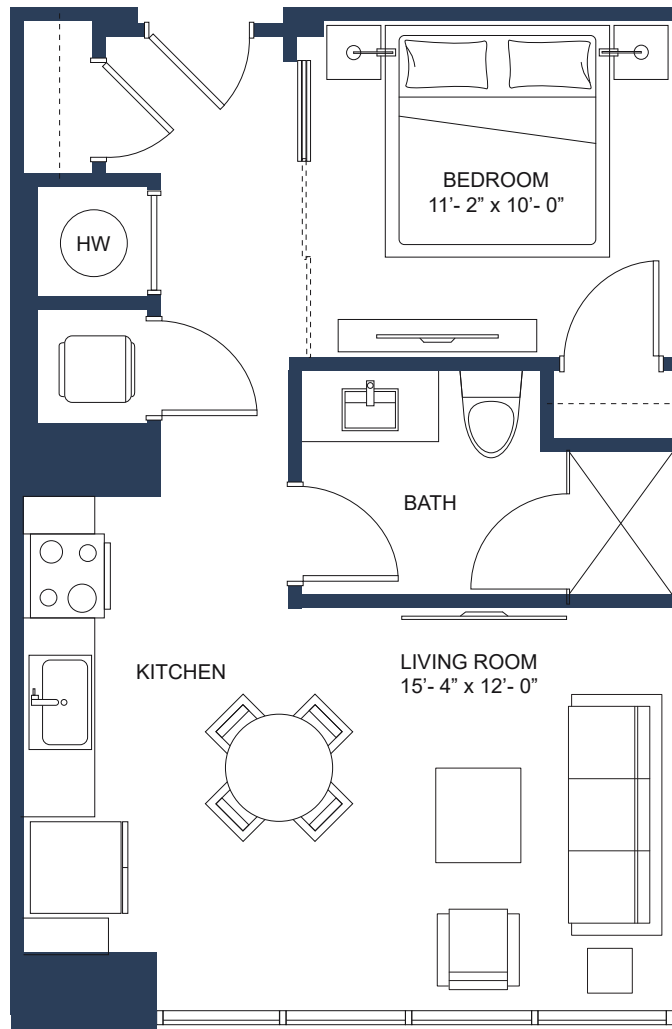 BEDROOM
11’- 2” x 10’- 0”
HW
BATH
KITCHEN
LIVING ROOM
15’- 4” x 12’- 0”